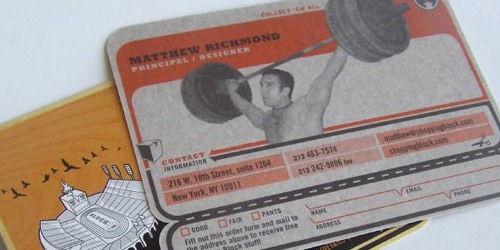 COLLECT 'EM ALL
MATTHEW RICHMOND
PRINCIPAL / DESIGNER
CONTACT
INFORMATION
216 W. 18th Street, suite 1204
New York, NY 10011
212 463-7574
212 242-9896 fax
matthew@choppingblock.com
choppingblock.com
GOOD FAIR PANTS
Fill out this order form and mail to
the address above to receive free
Block stuff!
NAME EMAIL PHONE
ADDRESS
BLOCK